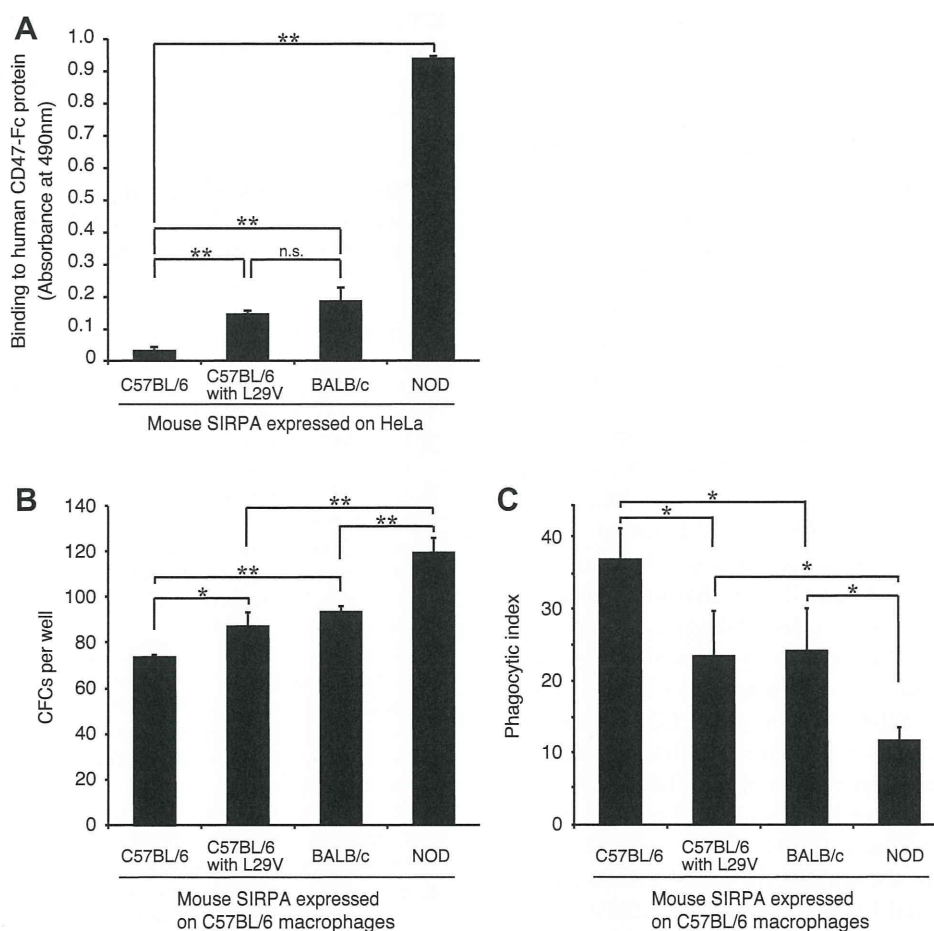 A
Binding to human CD47-Fc protein
(Absorbance at 490nm)
1.0
0.9
0.8
0.7
0.6
0.5
0.4
0.3
0.2
0.1
0
**
**
**
n.s.
C57BL/6
C57BL/6
with L29V
BALB/c
NOD
Mouse SIRPA expressed on HeLa
B
CFCs per well
140
120
100
80
60
40
20
0
**
**
**
*
C57BL/6
C57BL/6
with L29V
BALB/c
NOD
Mouse SIRPA expressed
on C57BL/6 macrophages
C
Phagocytic index
40
30
20
10
0
*
*
*
*
C57BL/6
C57BL/6
with L29V
BALB/c
NOD
Mouse SIRPA expressed
on C57BL/6 macrophages